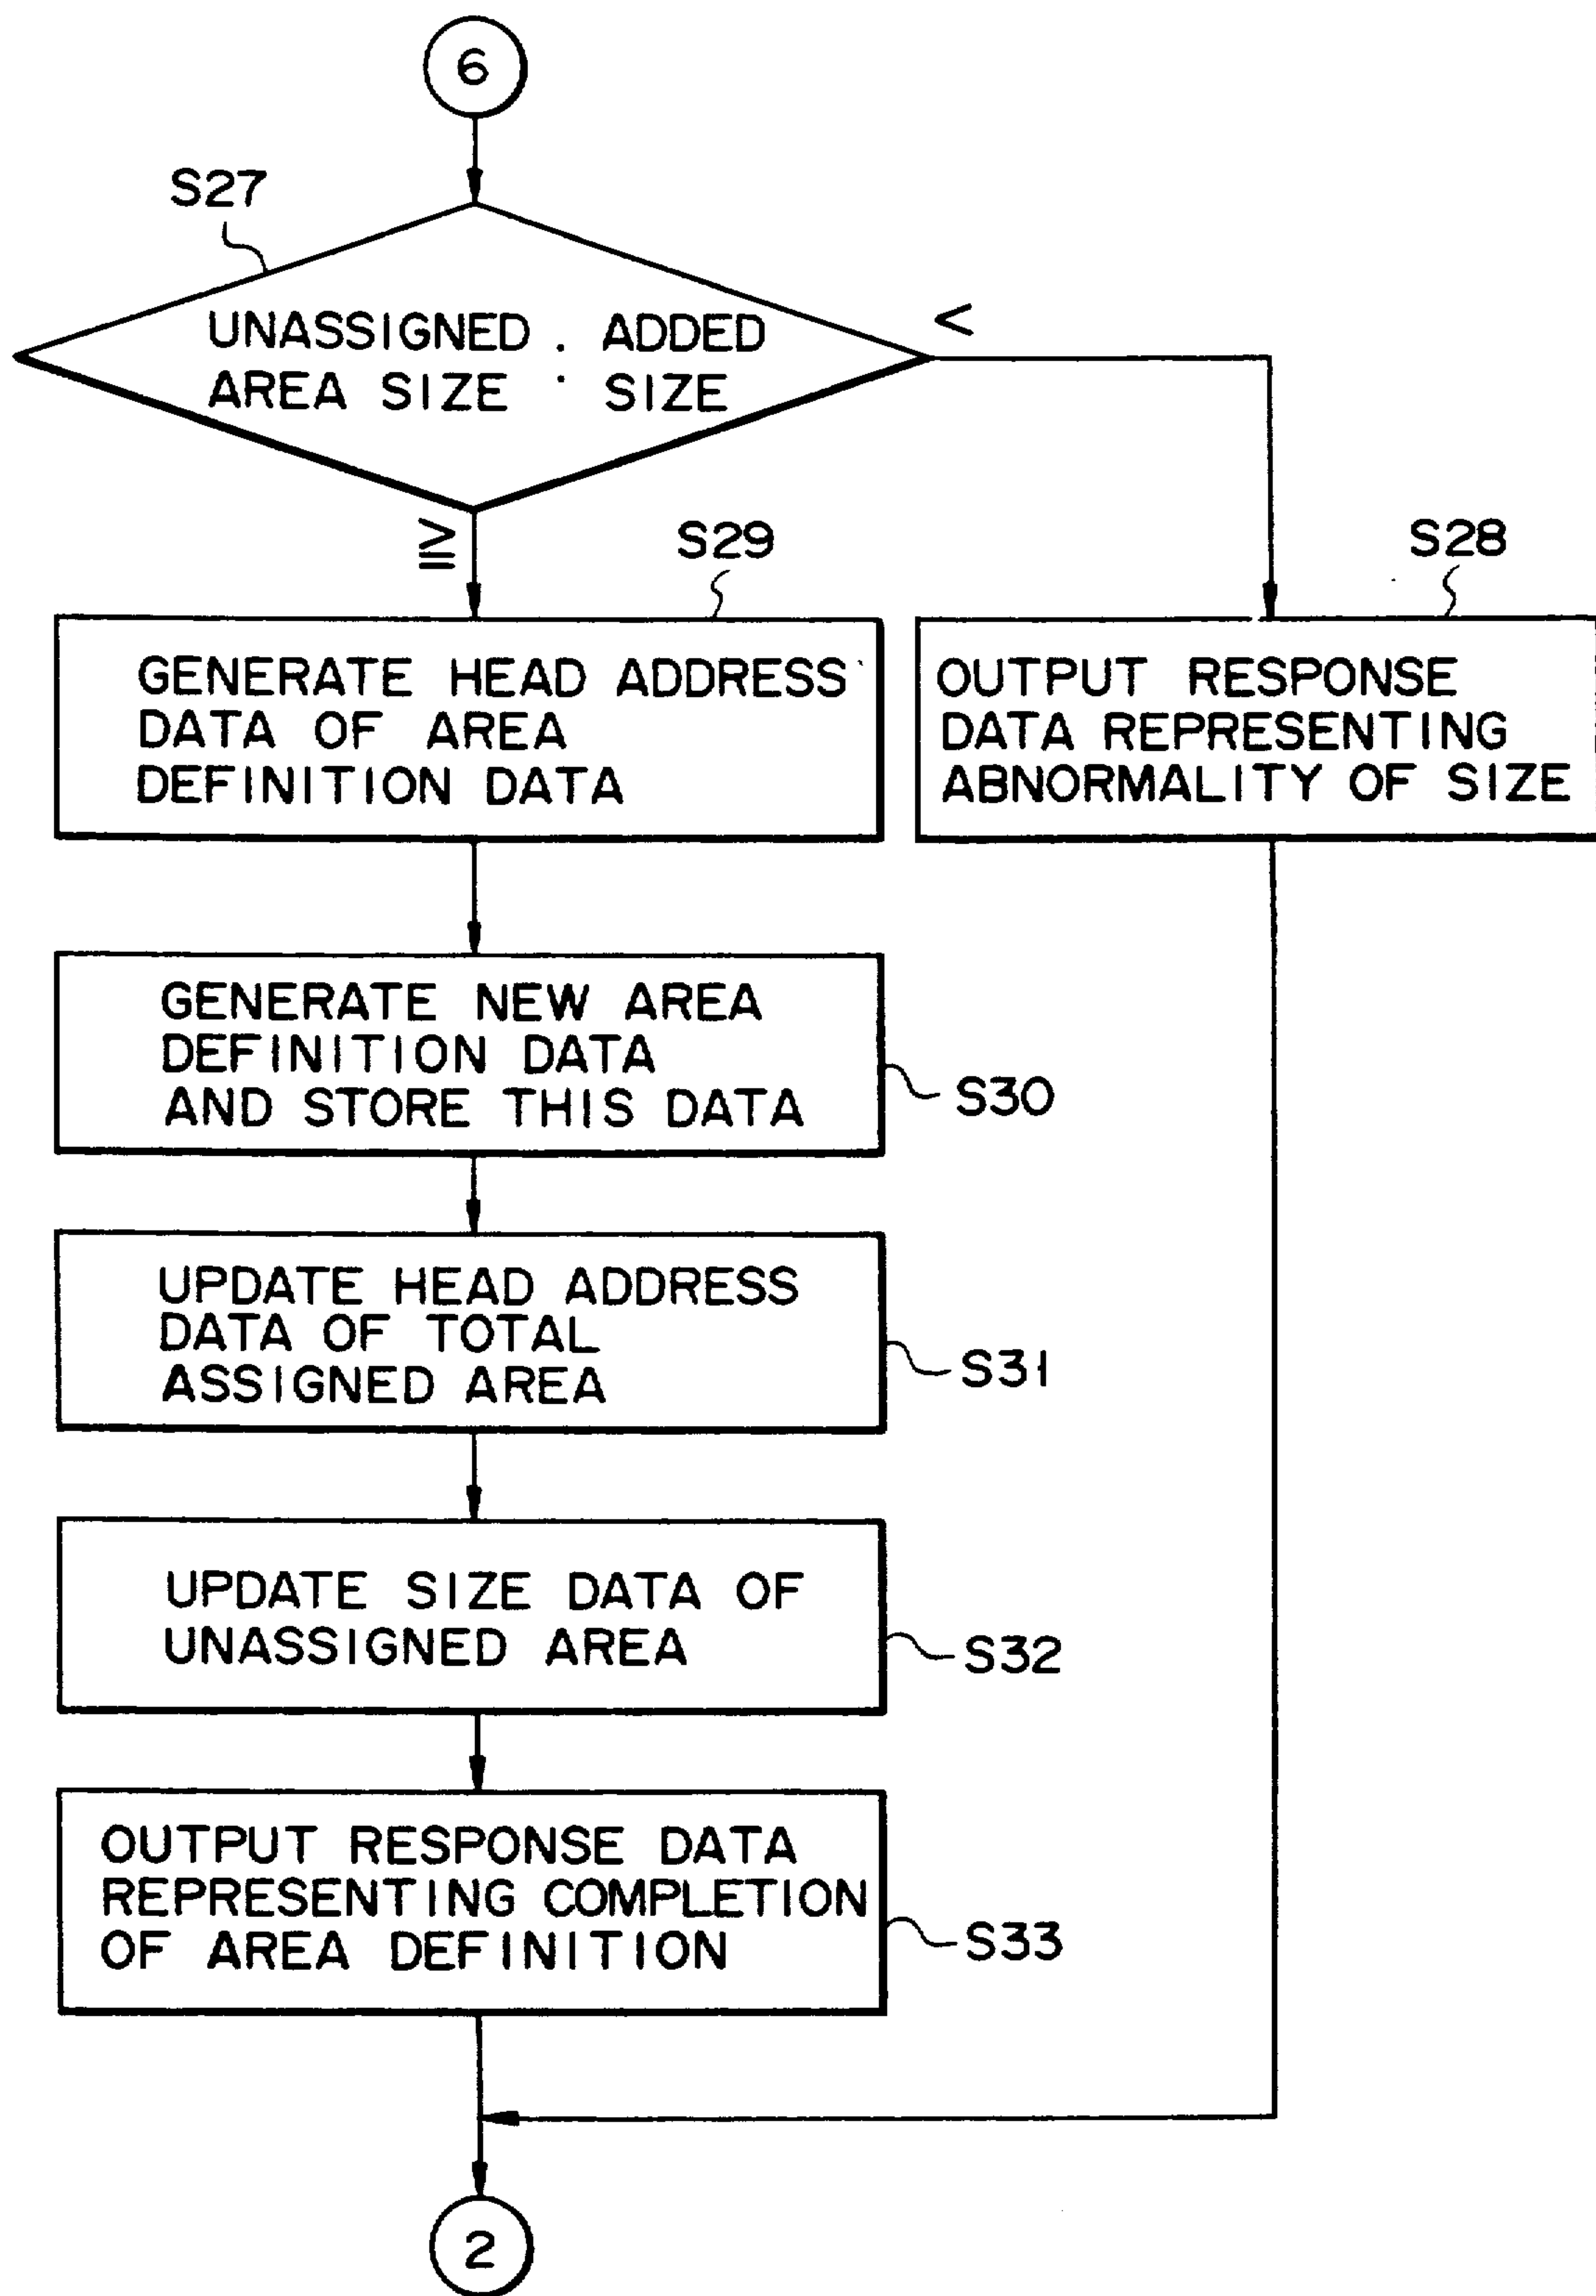 6
S27
UNASSIGNED : ADDED
AREA SIZE : SIZE
<
≧
S29
S28
GENERATE HEAD ADDRESS
DATA OF AREA
DEFINITION DATA
OUTPUT RESPONSE
DATA REPRESENTING
ABNORMALITY OF SIZE
GENERATE NEW AREA
DEFINITION DATA
AND STORE THIS DATA
S30
UPDATE HEAD ADDRESS
DATA OF TOTAL
ASSIGNED AREA
S31
UPDATE SIZE DATA OF
UNASSIGNED AREA
S32
OUTPUT RESPONSE DATA
REPRESENTING COMPLETION
OF AREA DEFINITION
S33
2